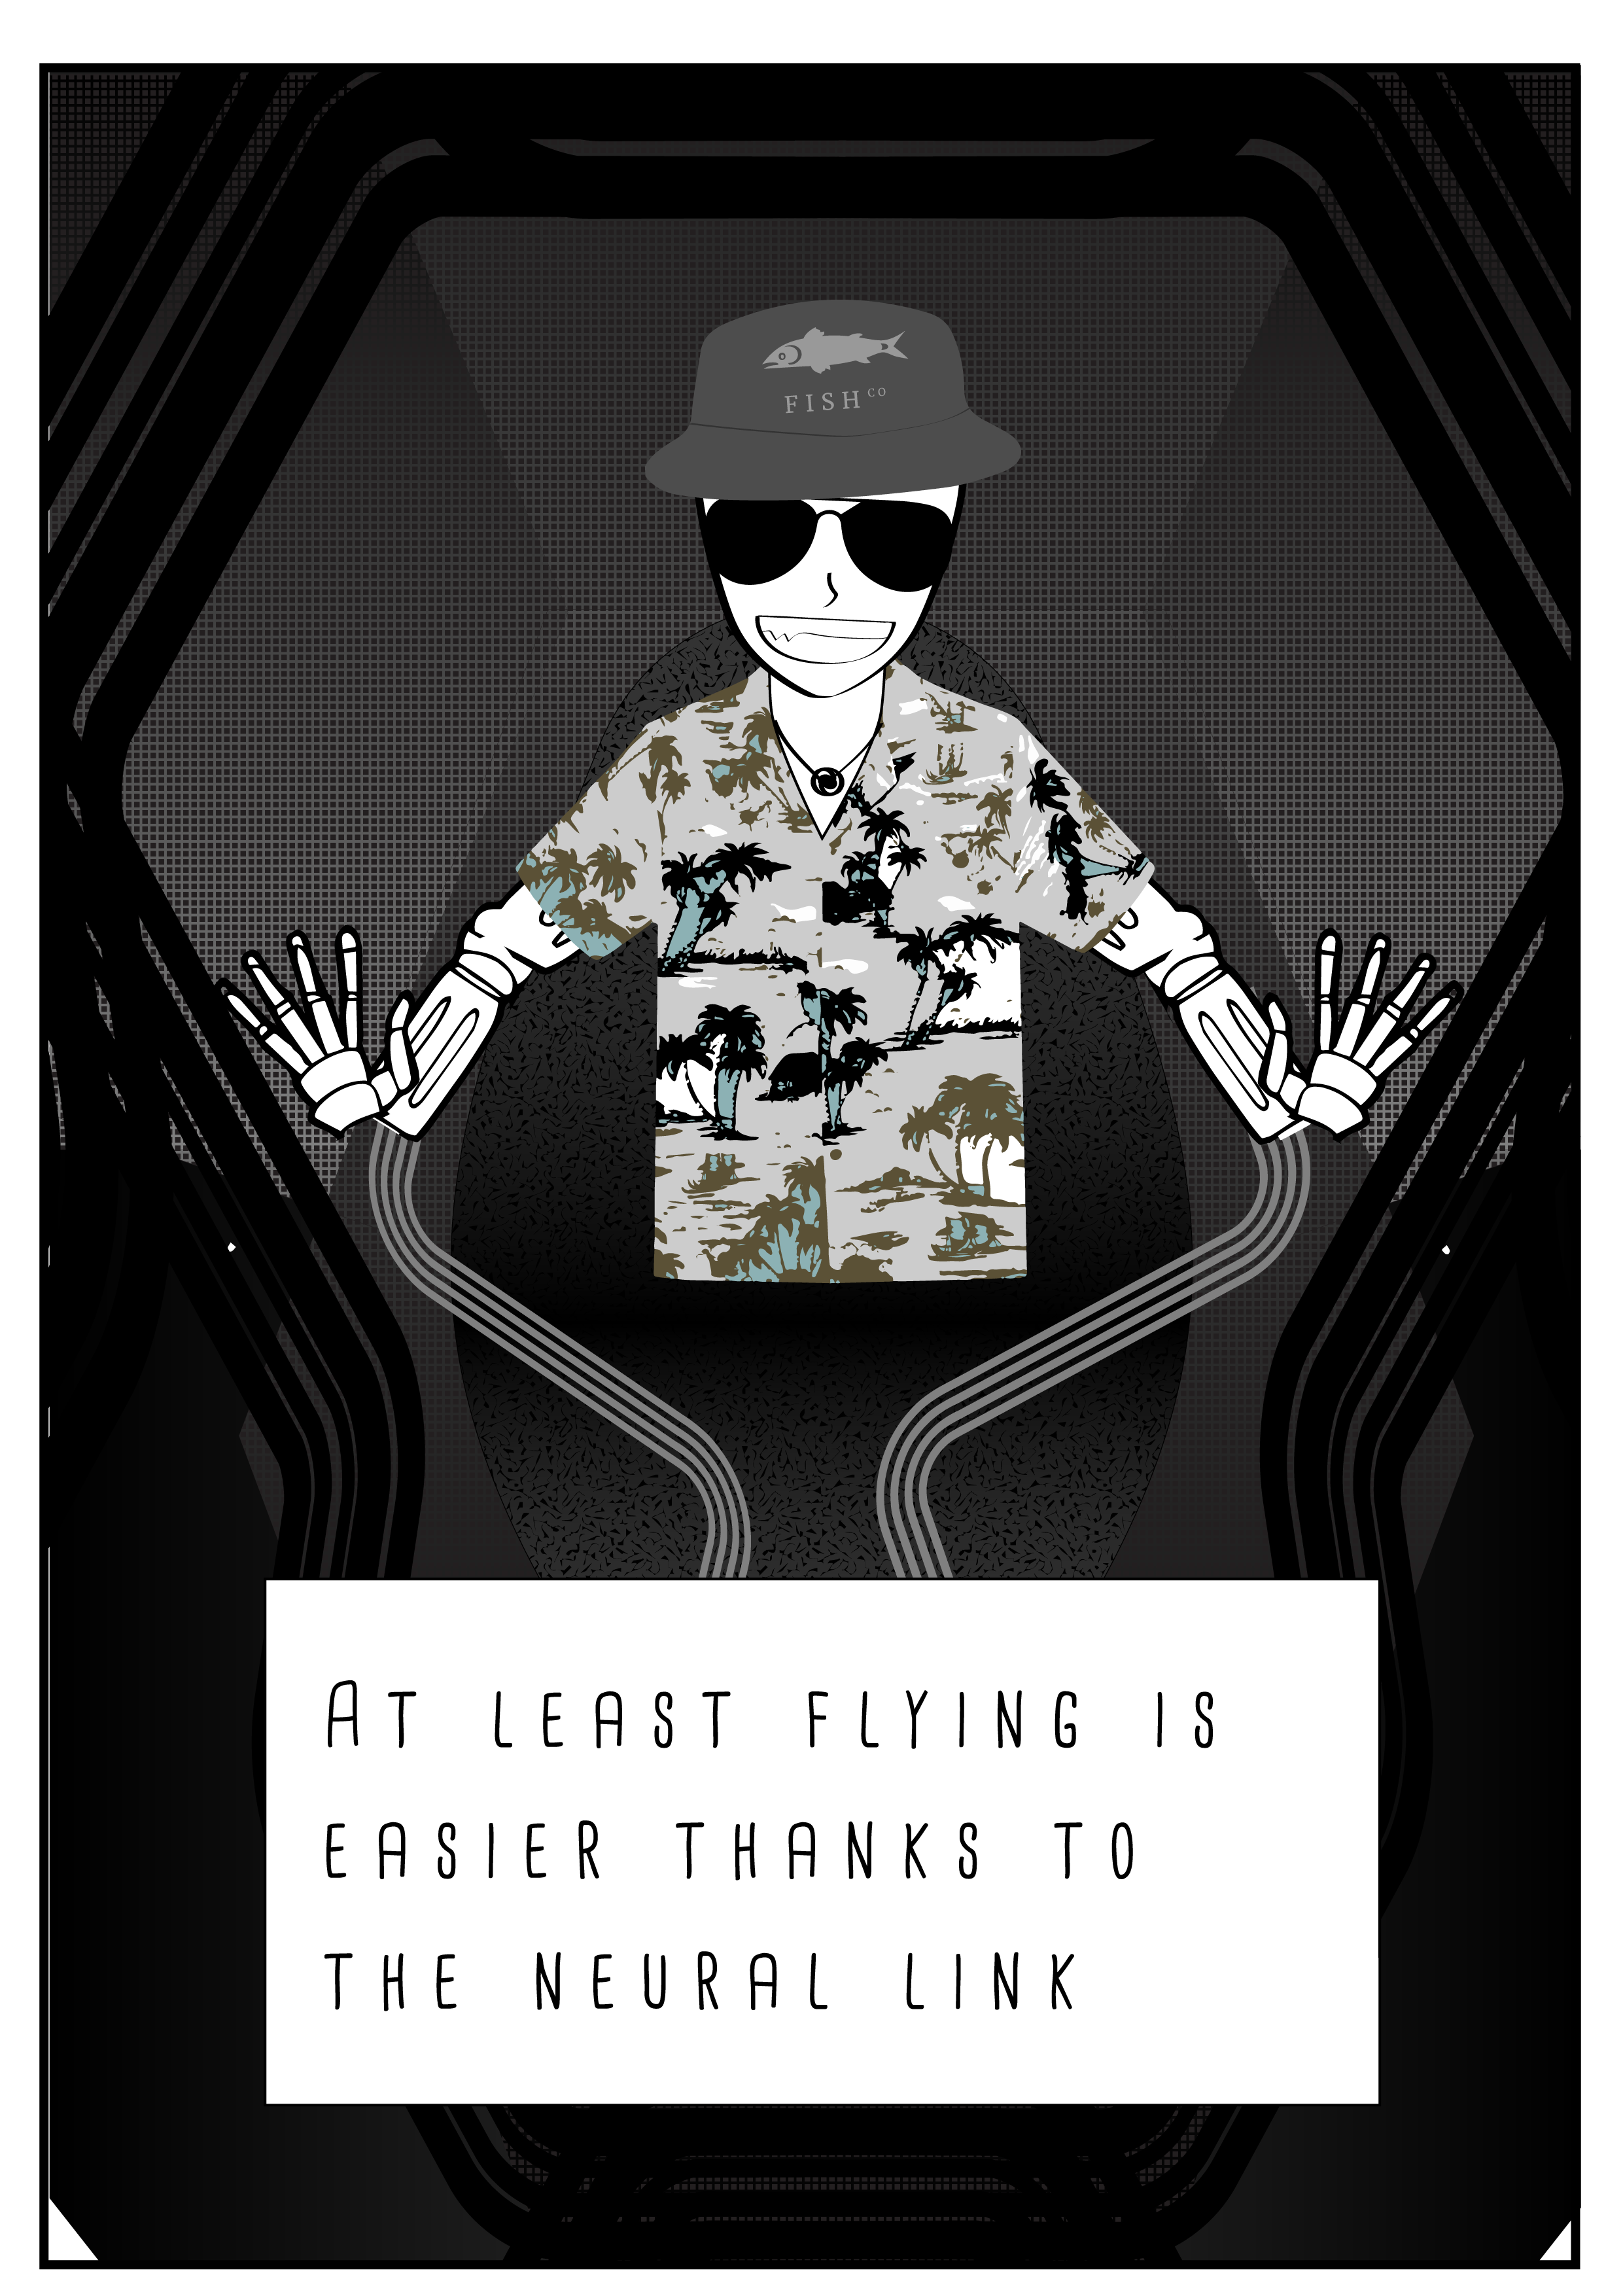 FISH CO
At least flying is
easier thanks to
the neural link